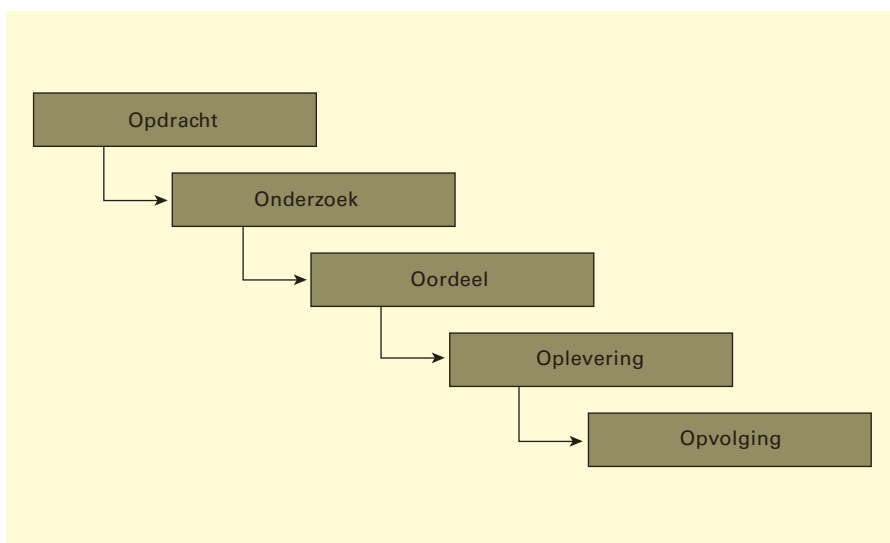 Opdracht
Onderzoek
Oordeel
Oplevering
Opvolging